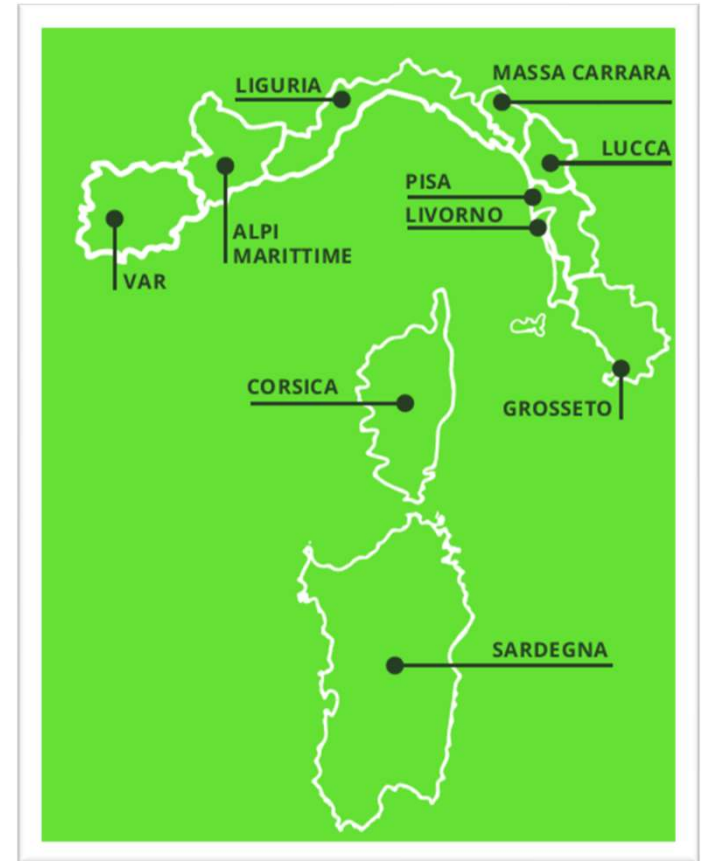 LIGURIA
MASSA CARRARA
LUCCA
PISA
LIVORNO
ALPI
MARITTIME
VAR
CORSICA
GROSSETO
SARDEGNA